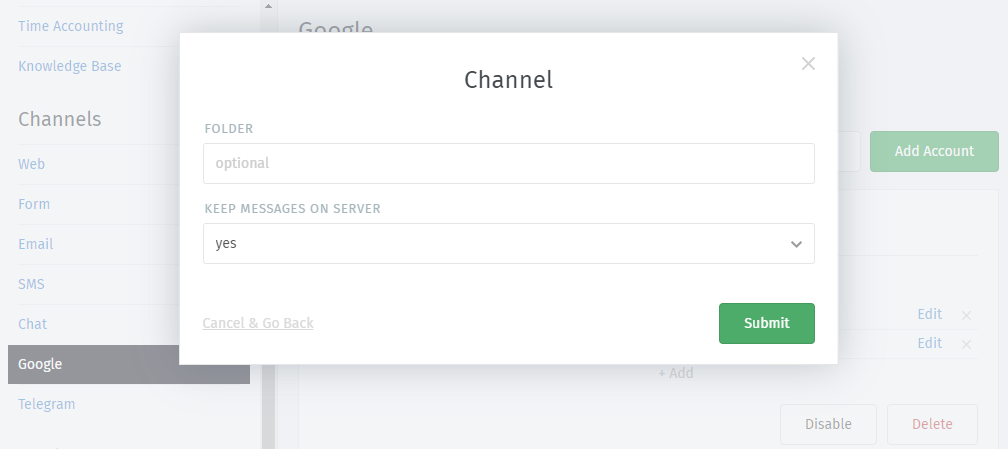 Time Accounting
Knowledge Base
Channels
Web
Form
Email
SMS
Chat
Google
Telegram
Google
Channel
FOLDER
optional
KEEP MESSAGES ON SERVER
yes
Cancel & Go Back
Submit
Add Account
Edit
Edit
+ Add
Disable
Delete